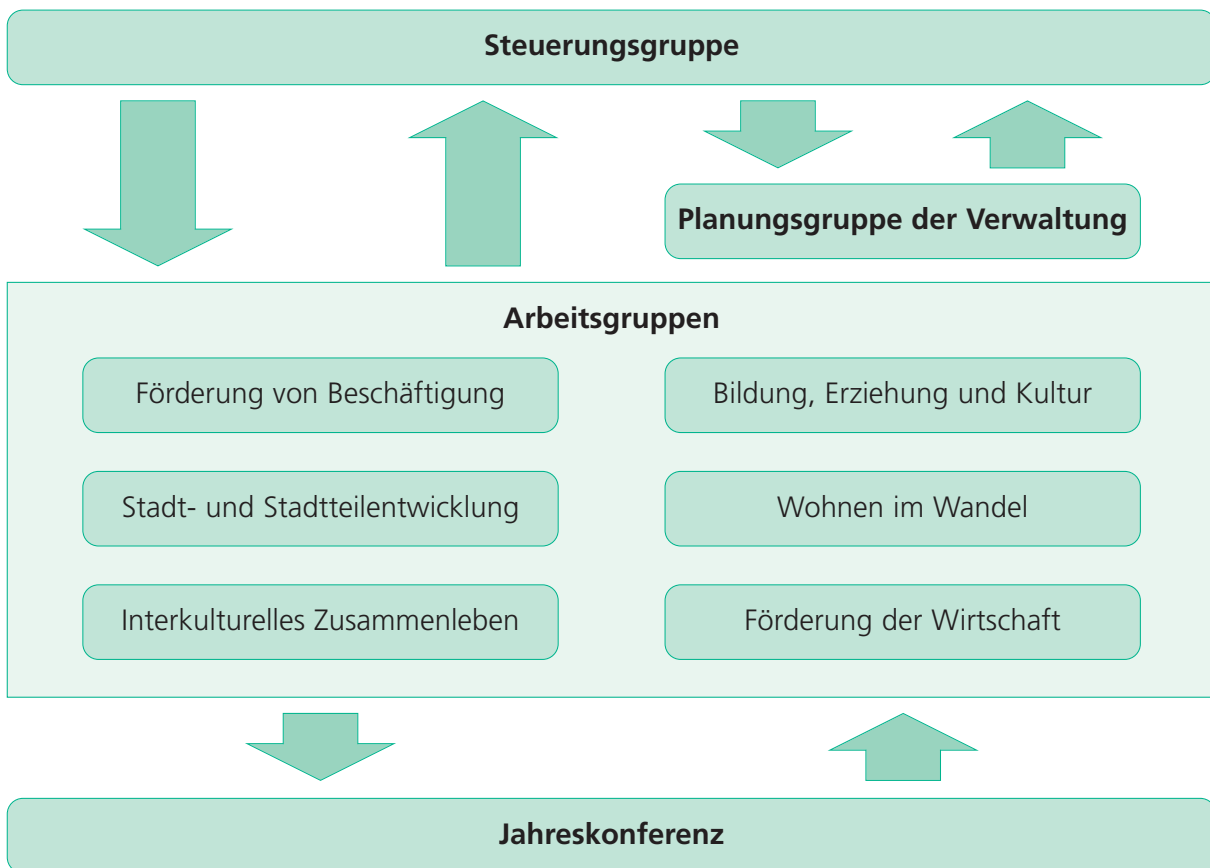 Steuerungsgruppe
Planungsgruppe der Verwaltung
Arbeitsgruppen
Förderung von Beschäftigung
Bildung, Erziehung und Kultur
Stadt- und Stadtteilentwicklung
Wohnen im Wandel
Interkulturelles Zusammenleben
Förderung der Wirtschaft
Jahreskonferenz